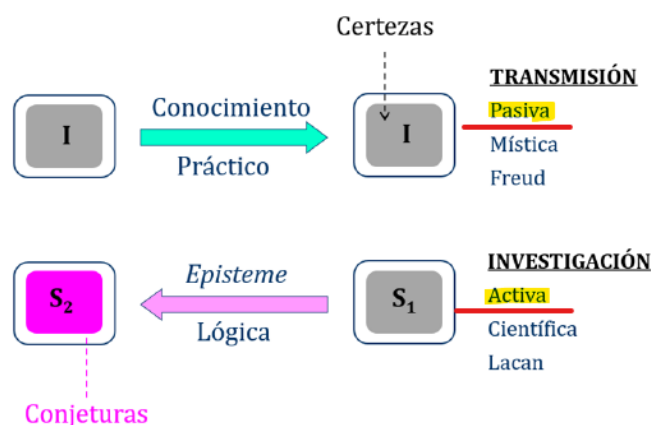 Certezas
TRANSMISIÓN
I
Conocimiento
I
Pasiva
Práctico
Mística
Freud
INVESTIGACIÓN
S₂
Episteme
S₁
Activa
Lógica
Científica
Lacan
Conjeturas